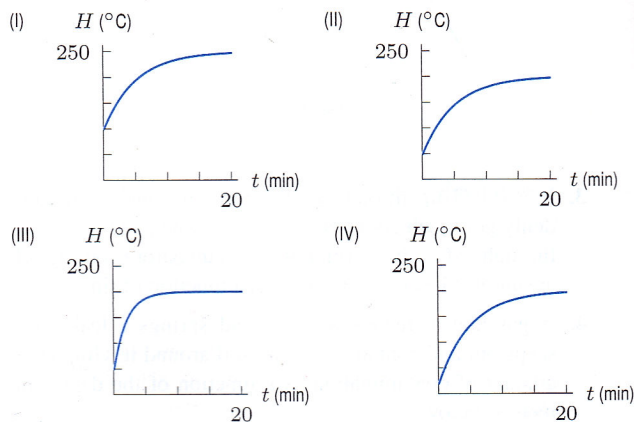 (I) H (°C)
250
t (min)
20
(II) H (°C)
250
t (min)
20
(III) H (°C)
250
t (min)
20
(IV) H (°C)
250
t (min)
20